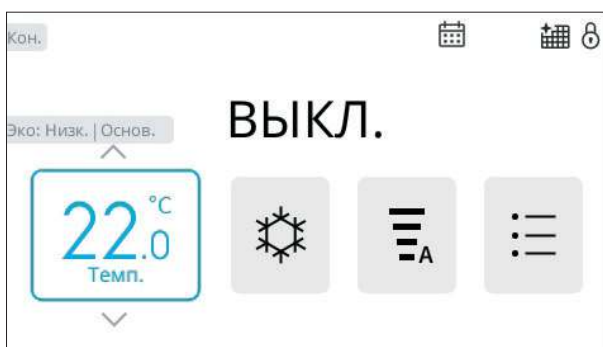 Кон.
ВЫКЛ.
Эко: Низк. | Основ.
22.0 °C
Темп.
A